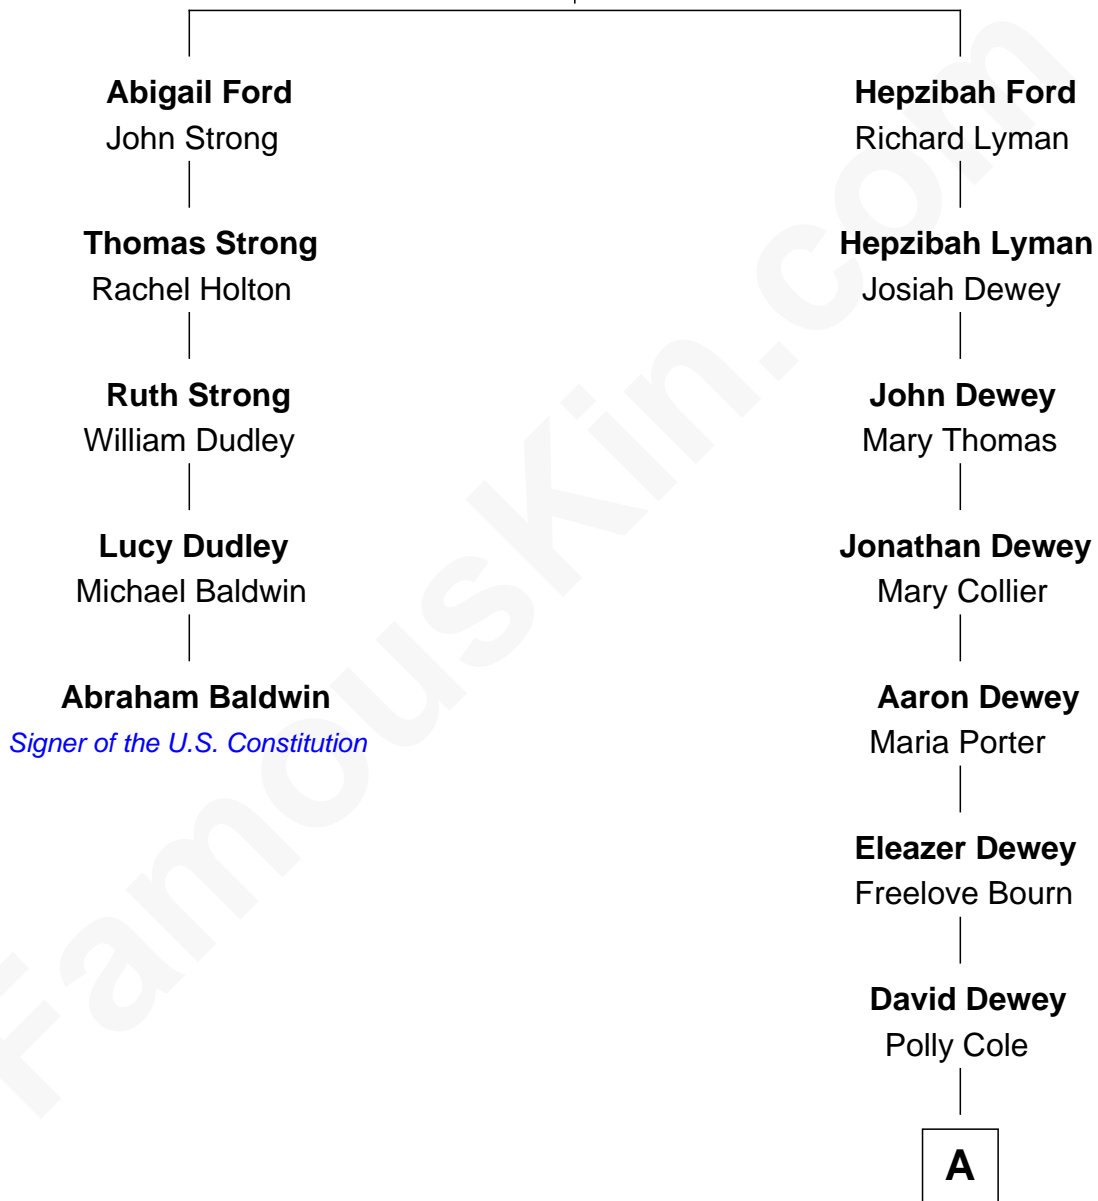 Abigail Ford
John Strong
Hepzibah Ford
Richard Lyman
Thomas Strong
Rachel Holton
Hepzibah Lyman
Josiah Dewey
Ruth Strong
William Dudley
John Dewey
Mary Thomas
Lucy Dudley
Michael Baldwin
Jonathan Dewey
Mary Collier
Abraham Baldwin
Signer of the U.S. Constitution
Aaron Dewey
Maria Porter
Eleazer Dewey
Freelove Bourn
David Dewey
Polly Cole
A
FamousKin.com